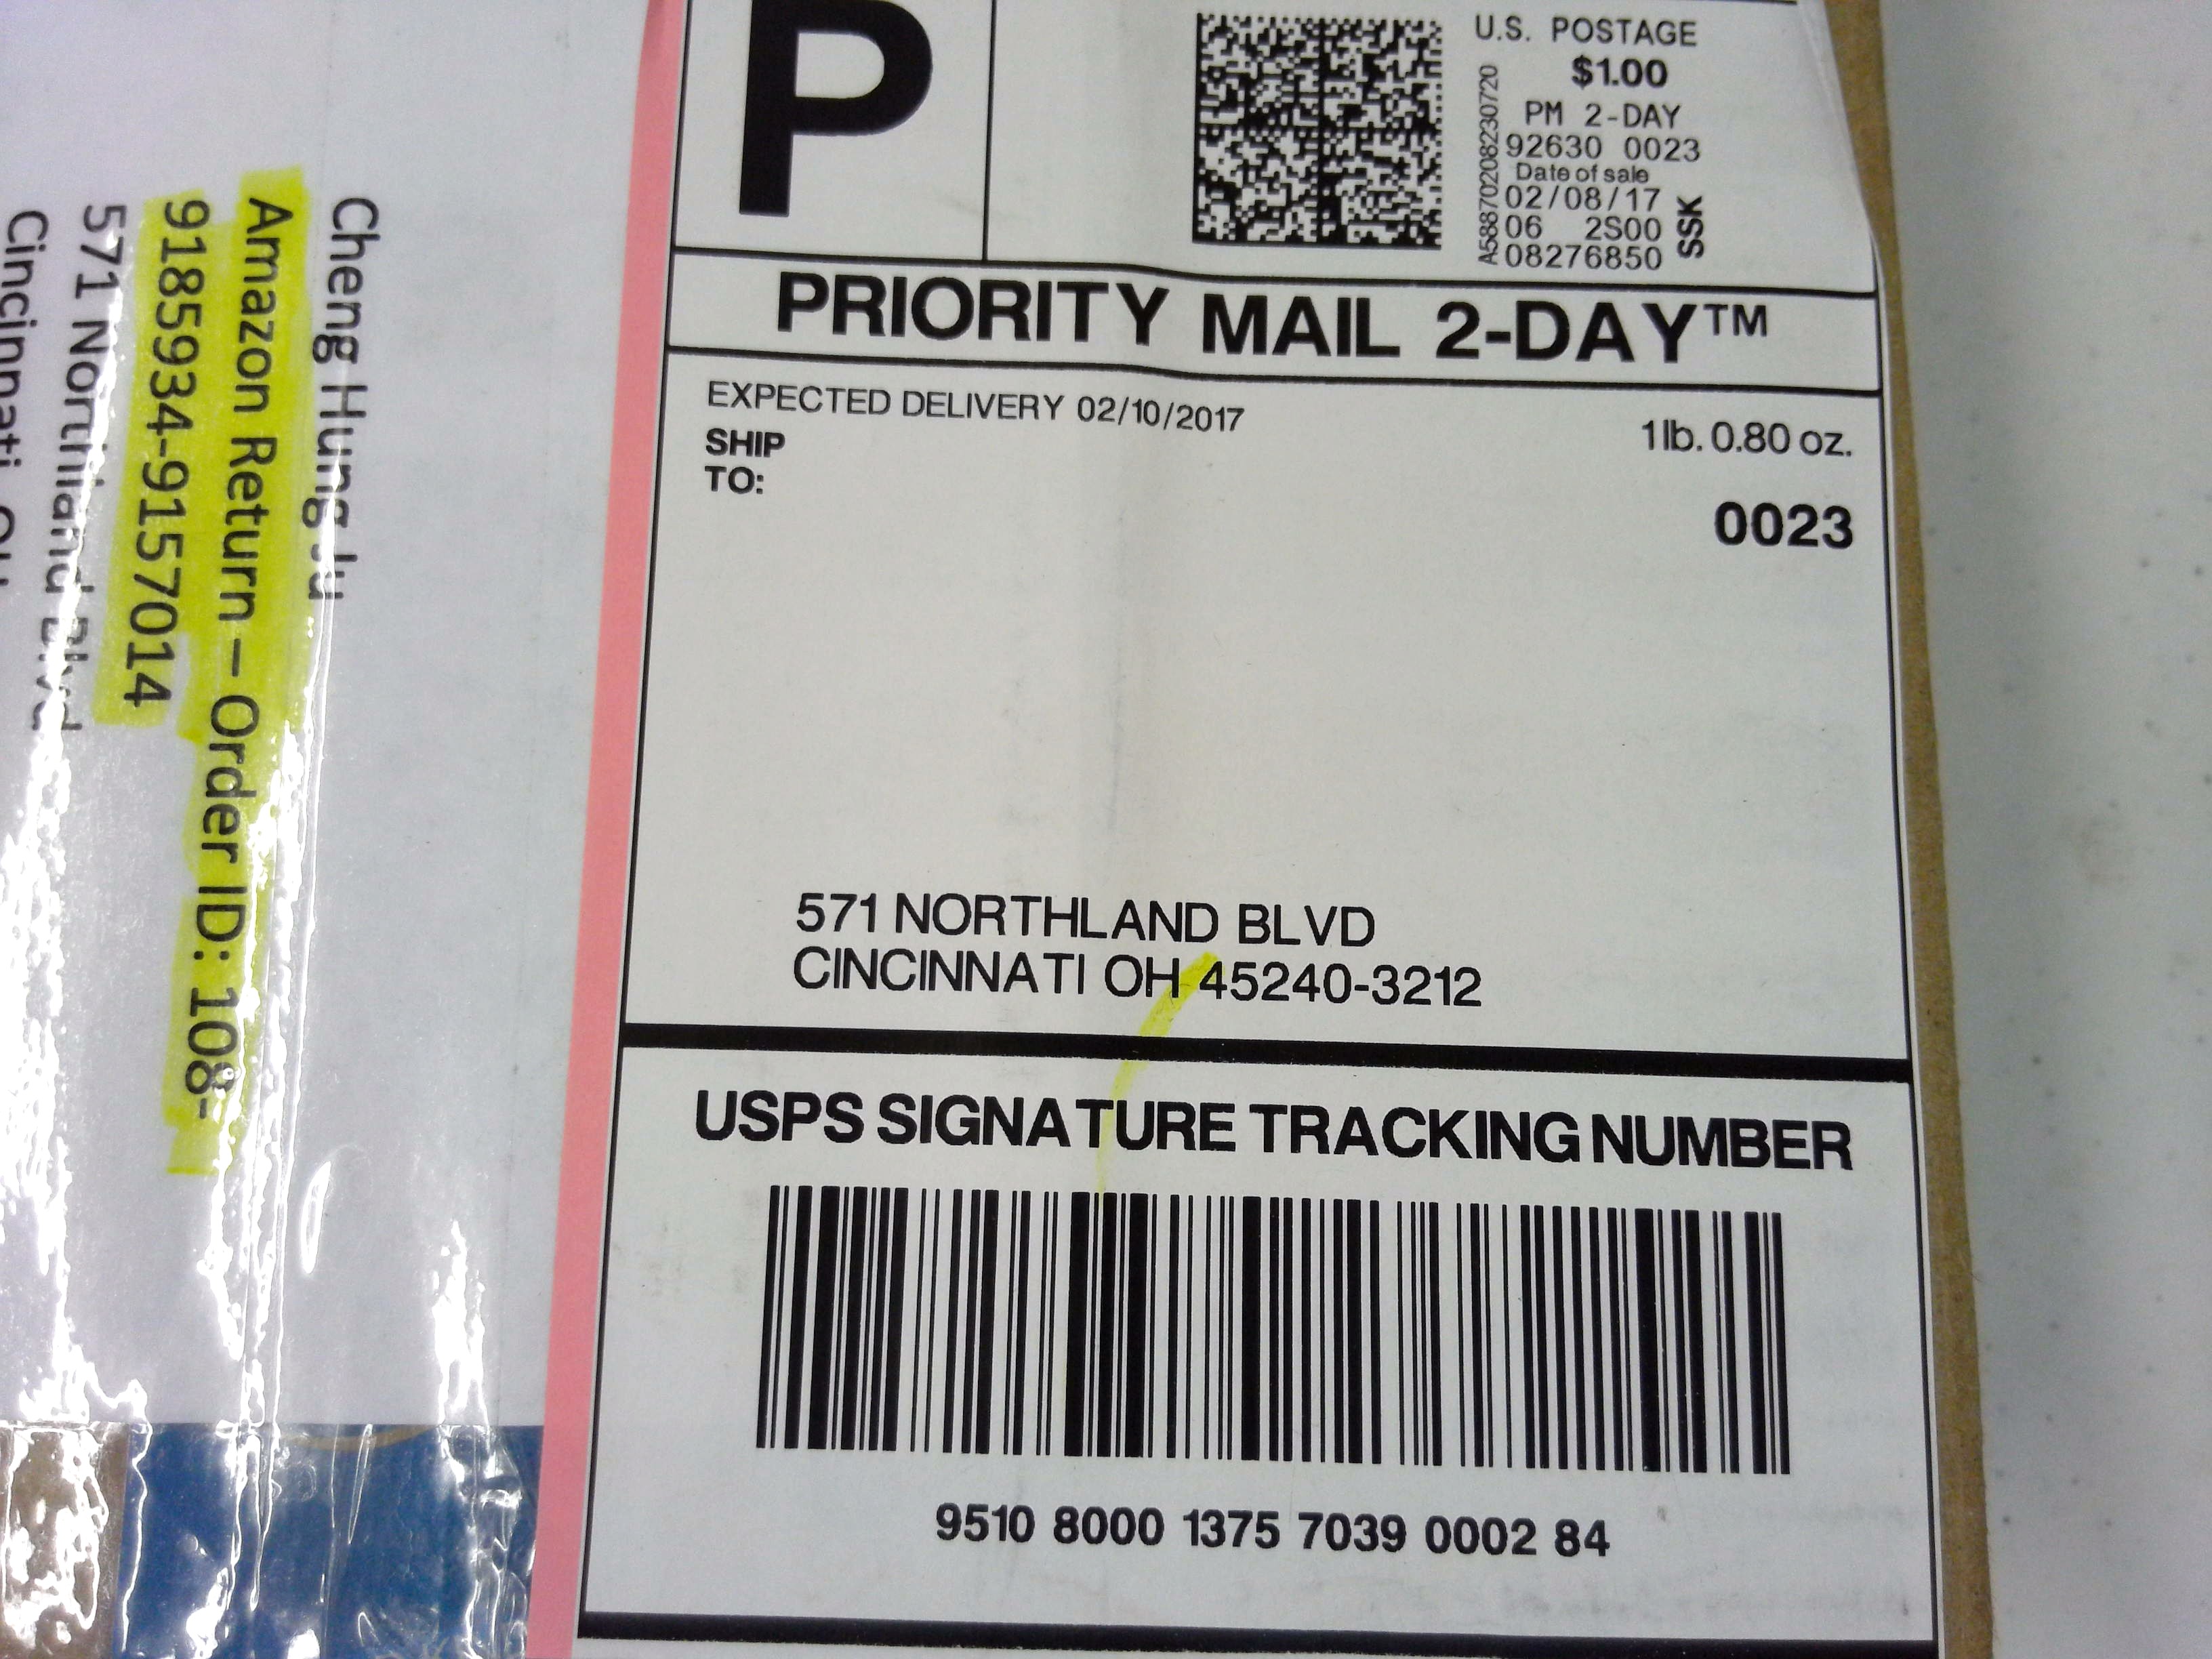 P
U.S. POSTAGE
$1.00
PM 2-DAY
92630 0023
Date of sale
02/08/17
06 2S00
08276850
SSK
A5887020208230720
PRIORITY MAIL 2-DAY™
EXPECTED DELIVERY 02/10/2017
1lb. 0.80 oz.
SHIP
TO:
0023
571 NORTHLAND BLVD
CINCINNATI OH 45240-3212
USPS SIGNATURE TRACKING NUMBER
9510 8000 1375 7039 0002 84
Cheng Hung Ju
Amazon Return – Order ID: 108-
9185934-9157014
571 Northland Blvd
Cincinnati,